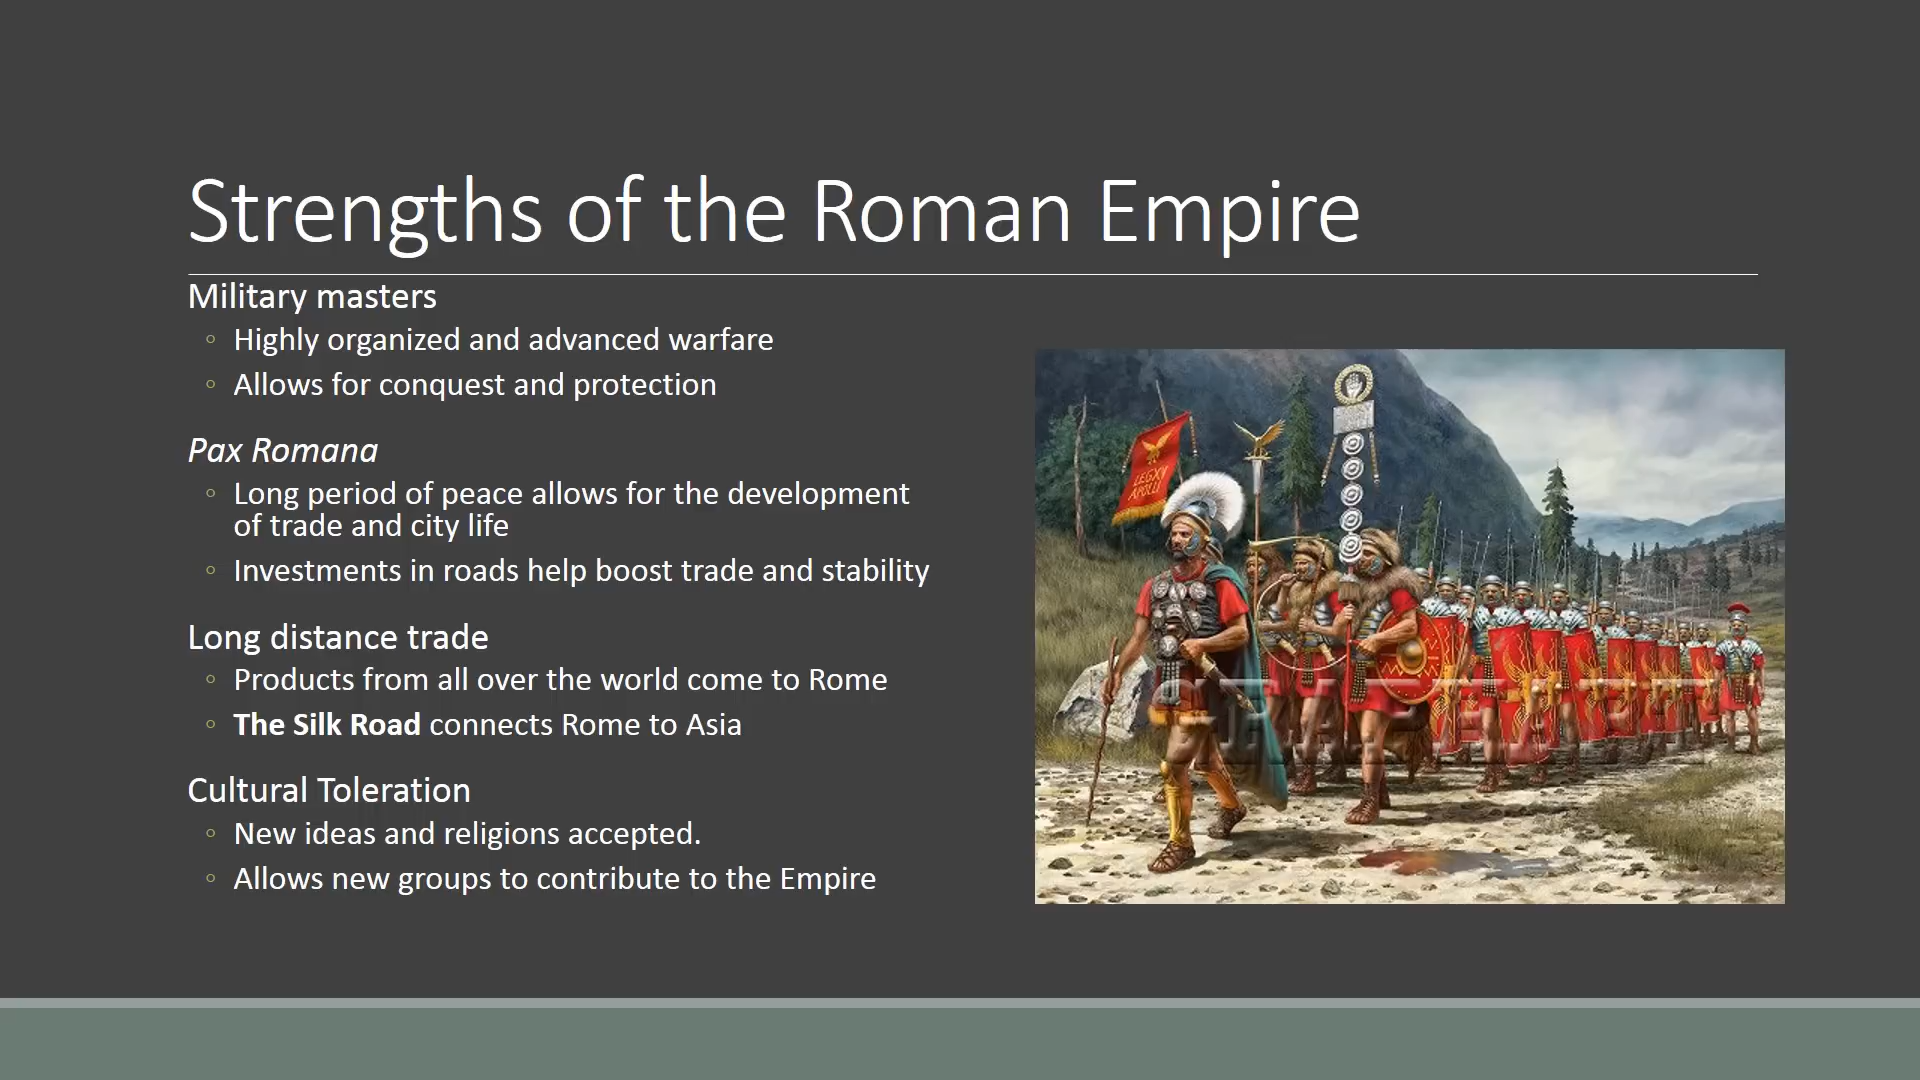 Strengths of the Roman Empire
Military masters
◦ Highly organized and advanced warfare
◦ Allows for conquest and protection
Pax Romana
◦ Long period of peace allows for the development
of trade and city life
◦ Investments in roads help boost trade and stability
Long distance trade
◦ Products from all over the world come to Rome
◦ The Silk Road connects Rome to Asia
Cultural Toleration
◦ New ideas and religions accepted.
◦ Allows new groups to contribute to the Empire
LEGXV
APOLLI